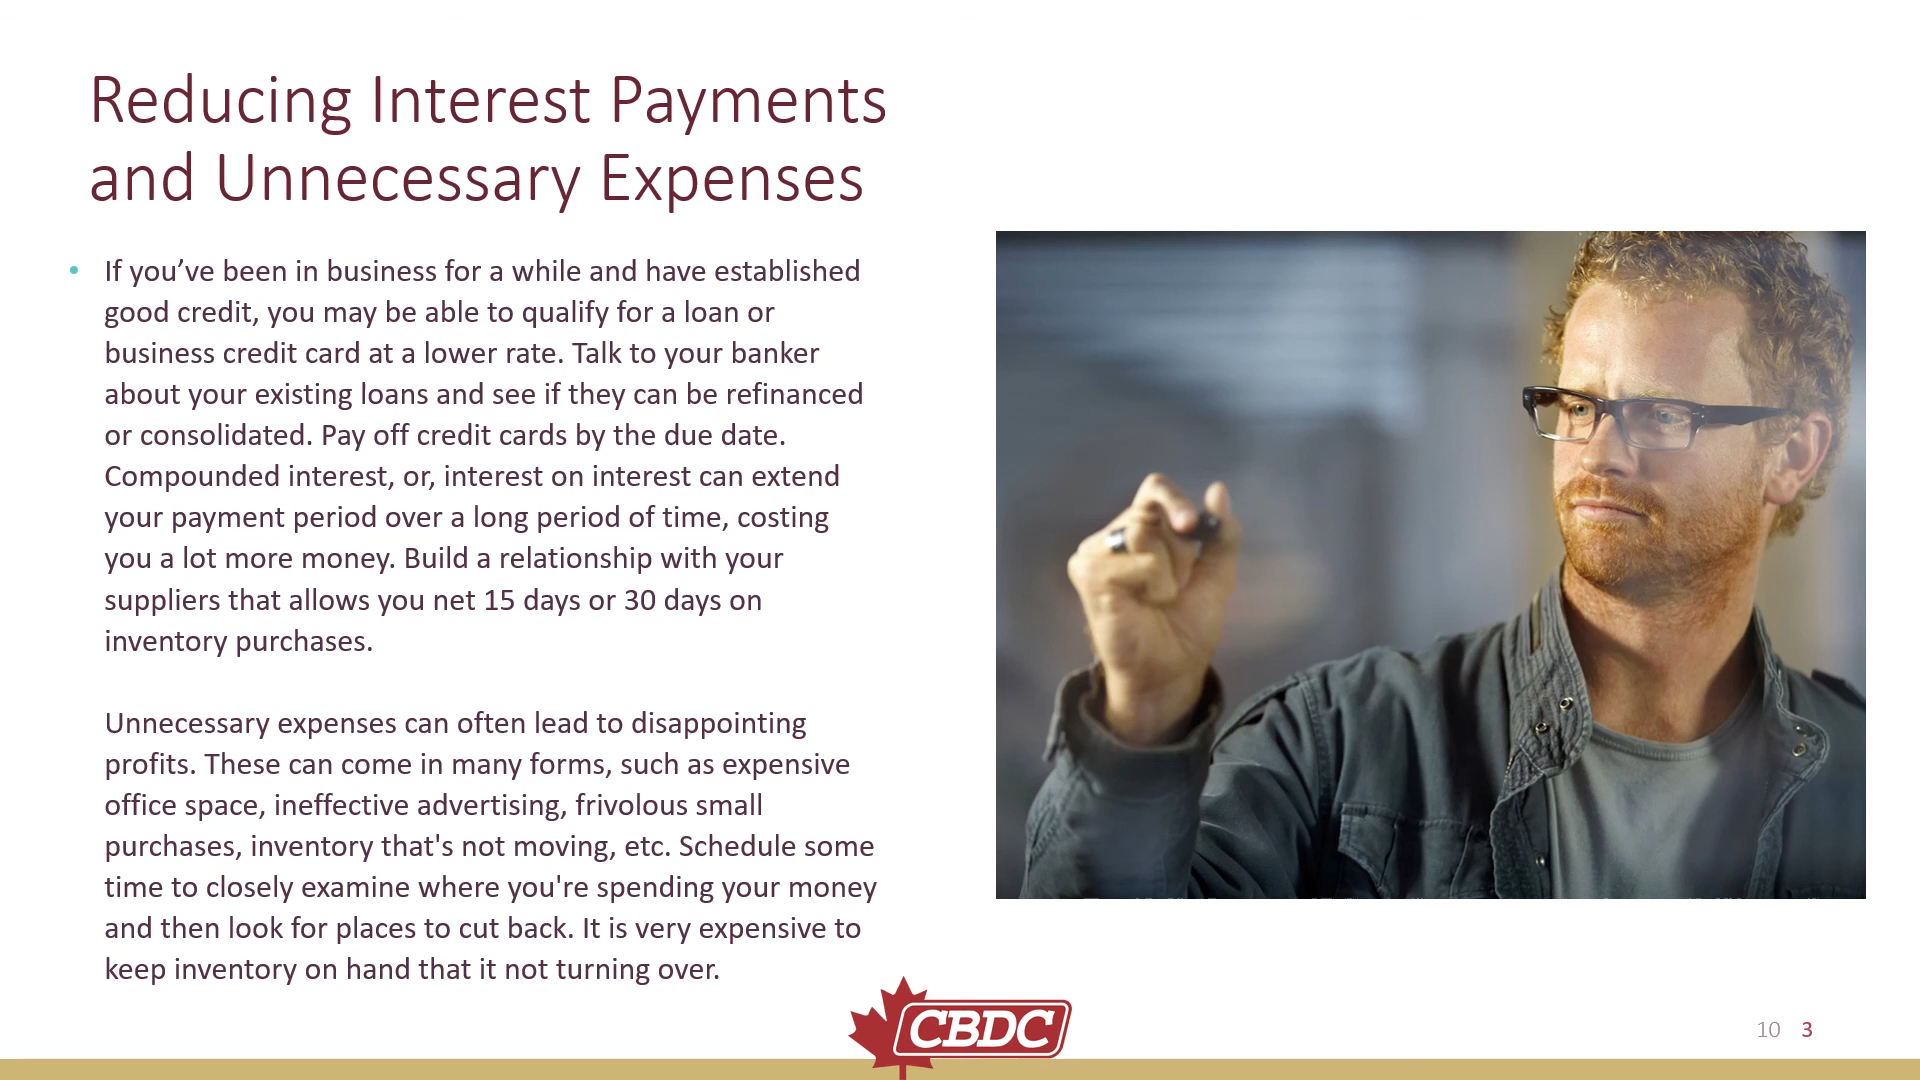 Reducing Interest Payments
and Unnecessary Expenses
• If you’ve been in business for a while and have established
good credit, you may be able to qualify for a loan or
business credit card at a lower rate. Talk to your banker
about your existing loans and see if they can be refinanced
or consolidated. Pay off credit cards by the due date.
Compounded interest, or, interest on interest can extend
your payment period over a long period of time, costing
you a lot more money. Build a relationship with your
suppliers that allows you net 15 days or 30 days on
inventory purchases.
Unnecessary expenses can often lead to disappointing
profits. These can come in many forms, such as expensive
office space, ineffective advertising, frivolous small
purchases, inventory that's not moving, etc. Schedule some
time to closely examine where you're spending your money
and then look for places to cut back. It is very expensive to
keep inventory on hand that it not turning over.
CBDC
10 3